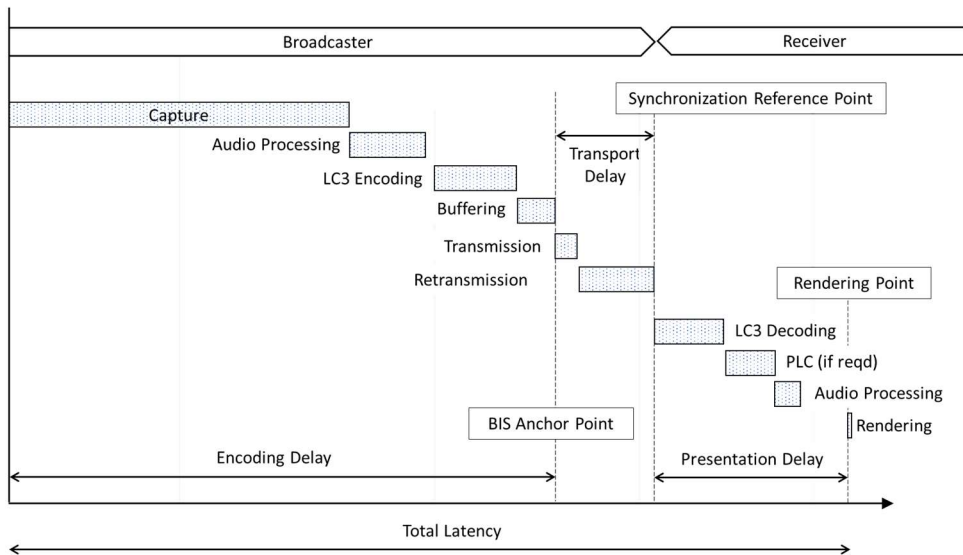 Broadcaster
Receiver
Capture
Synchronization Reference Point
Audio Processing
Transport
Delay
LC3 Encoding
Buffering
Transmission
Retransmission
Rendering Point
LC3 Decoding
PLC (if reqd)
Audio Processing
BIS Anchor Point
Rendering
Encoding Delay
Presentation Delay
Total Latency